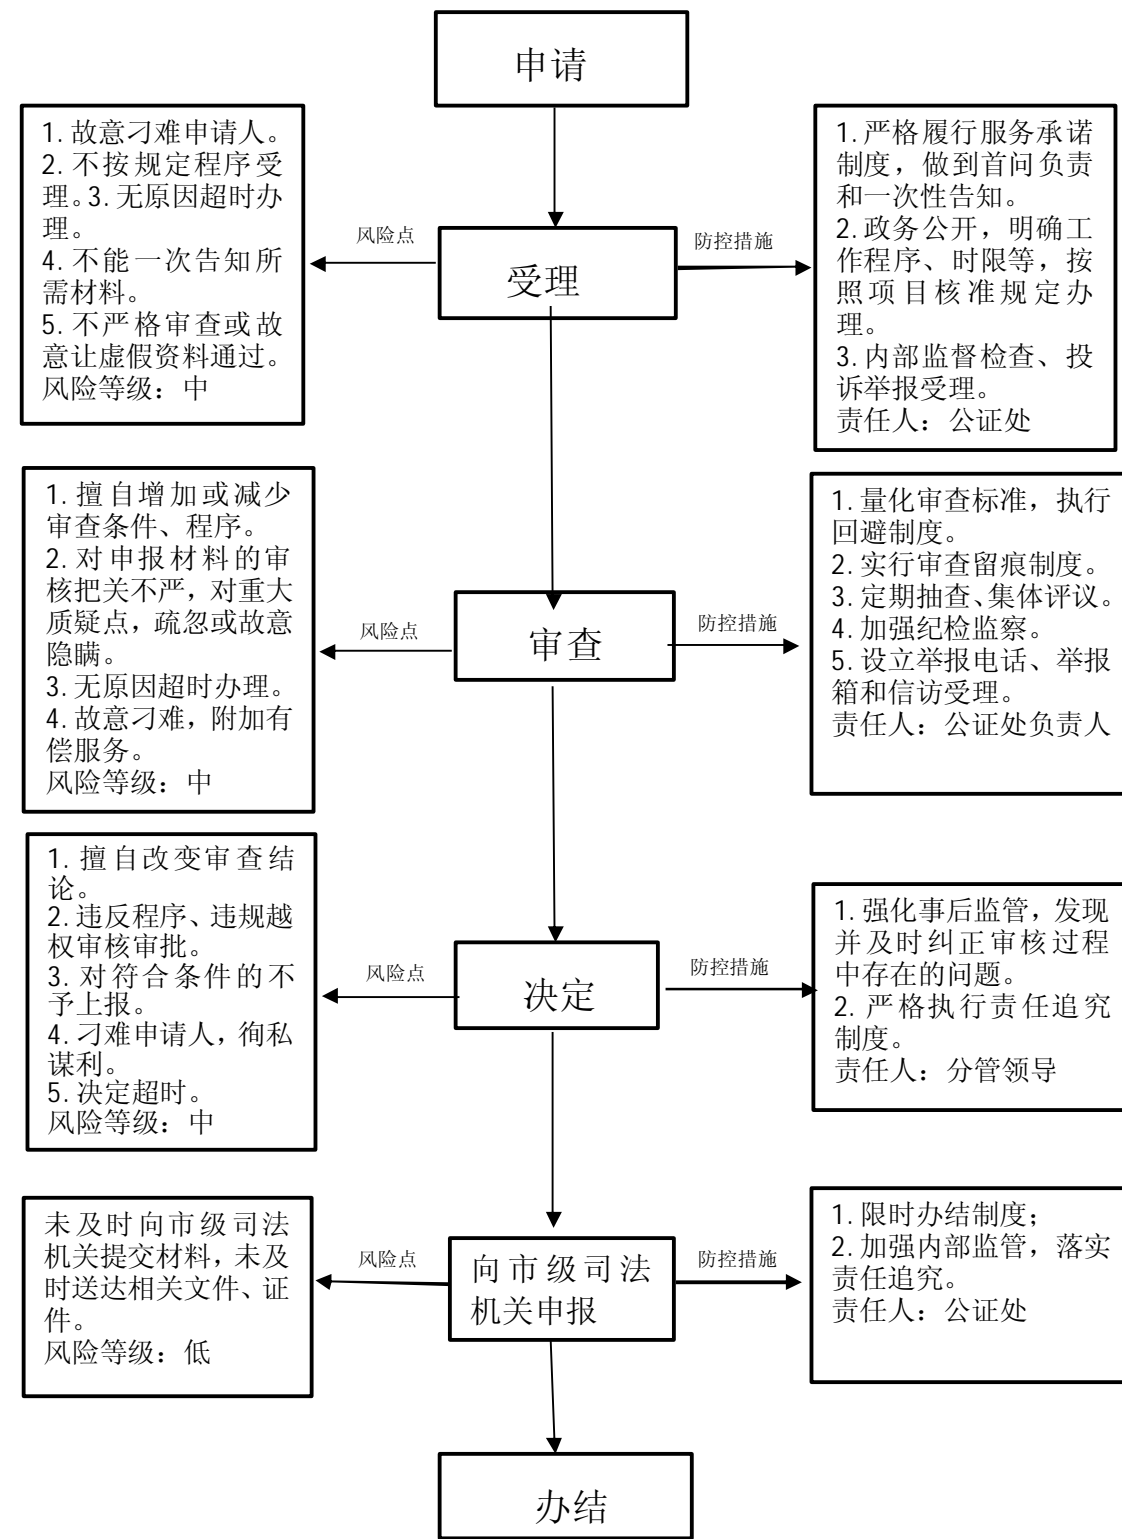 申请
1.故意刁难申请人。
2.不按规定程序受
理。3.无原因超时办
理。
4.不能一次告知所
需材料。
5.不严格审查或故
意让虚假资料通过。
风险等级：中
风险点
受理
防控措施
1.严格履行服务承诺
制度，做到首问负责
和一次性告知。
2.政务公开，明确工
作程序、时限等，按
照项目核准规定办
理。
3.内部监督检查、投
诉举报受理。
责任人：公证处
1.擅自增加或减少
审查条件、程序。
2.对申报材料的审
核把关不严，对重大
质疑点，疏忽或故意
隐瞒。
3.无原因超时办理。
4.故意刁难，附加有
偿服务。
风险等级：中
风险点
审查
防控措施
1.量化审查标准，执行
回避制度。
2.实行审查留痕制度。
3.定期抽查、集体评议。
4.加强纪检监察。
5.设立举报电话、举报
箱和信访受理。
责任人：公证处负责人
1.擅自改变审查结
论。
2.违反程序、违规越
权审核审批。
3.对符合条件的不
予上报。
4.刁难申请人，徇私
谋利。
5.决定超时。
风险等级：中
风险点
决定
防控措施
1.强化事后监管，发现
并及时纠正审核过程
中存在的问题。
2.严格执行责任追究
制度。
责任人：分管领导
未及时向市级司法
机关提交材料，未及
时送达相关文件、证
件。
风险等级：低
风险点
向市级司法
机关申报
防控措施
1.限时办结制度；
2.加强内部监管，落实
责任追究。
责任人：公证处
办结